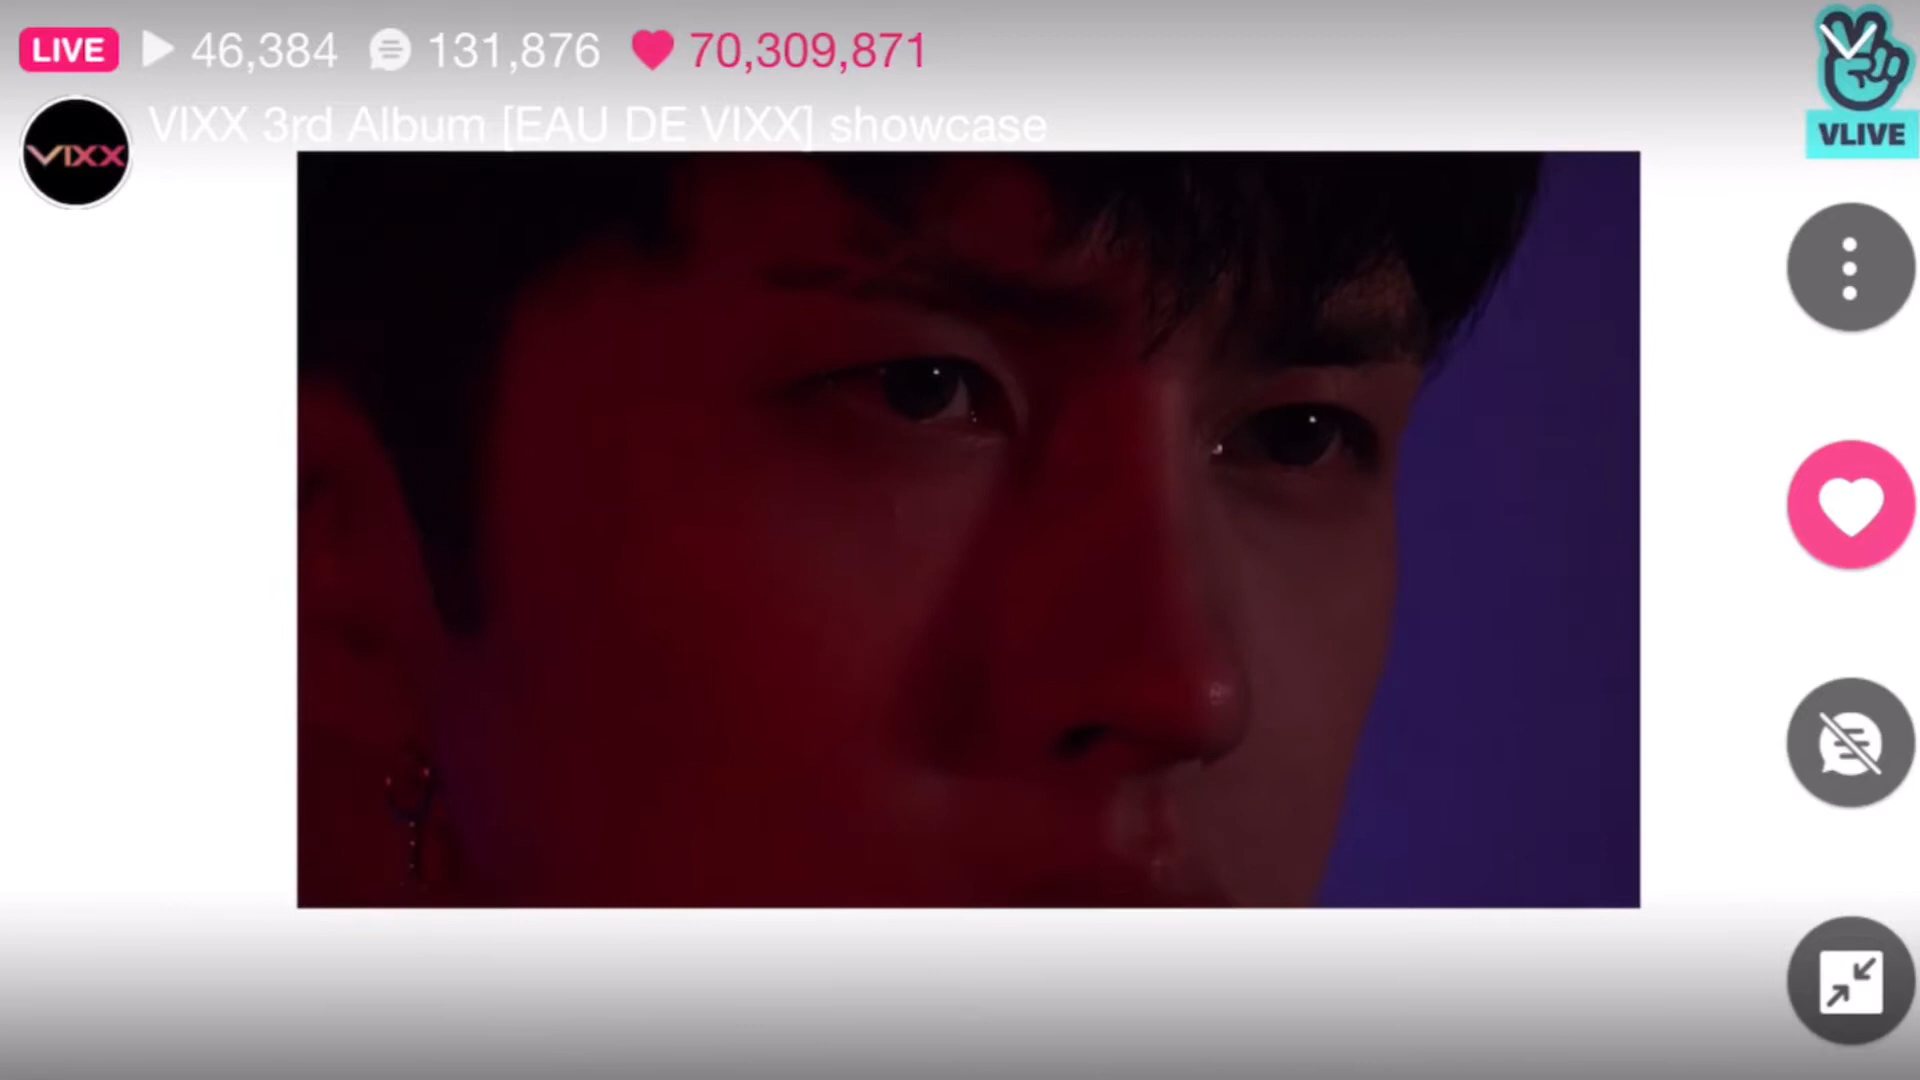 LIVE 46,384 131,876 70,309,871
VIXX 3rd Album [EAU DE VIXX] showcase
VIXX
VLIVE